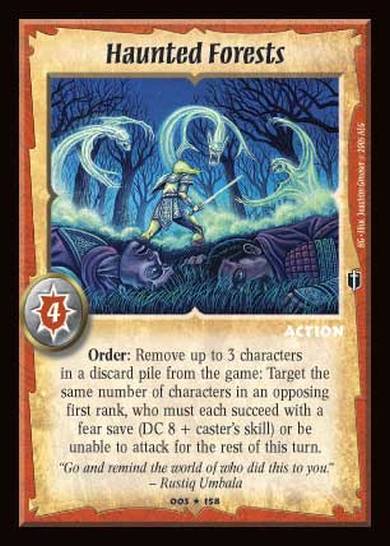 Haunted Forests
4
ACTION
Order: Remove up to 3 characters
in a discard pile from the game: Target the
same number of characters in an opposing
first rank, who must each succeed with a
fear save (DC 8 + caster's skill) or be
unable to attack for the rest of this turn.
"Go and remind the world of who did this to you."
– Rustiq Umbala
005 ★ 158